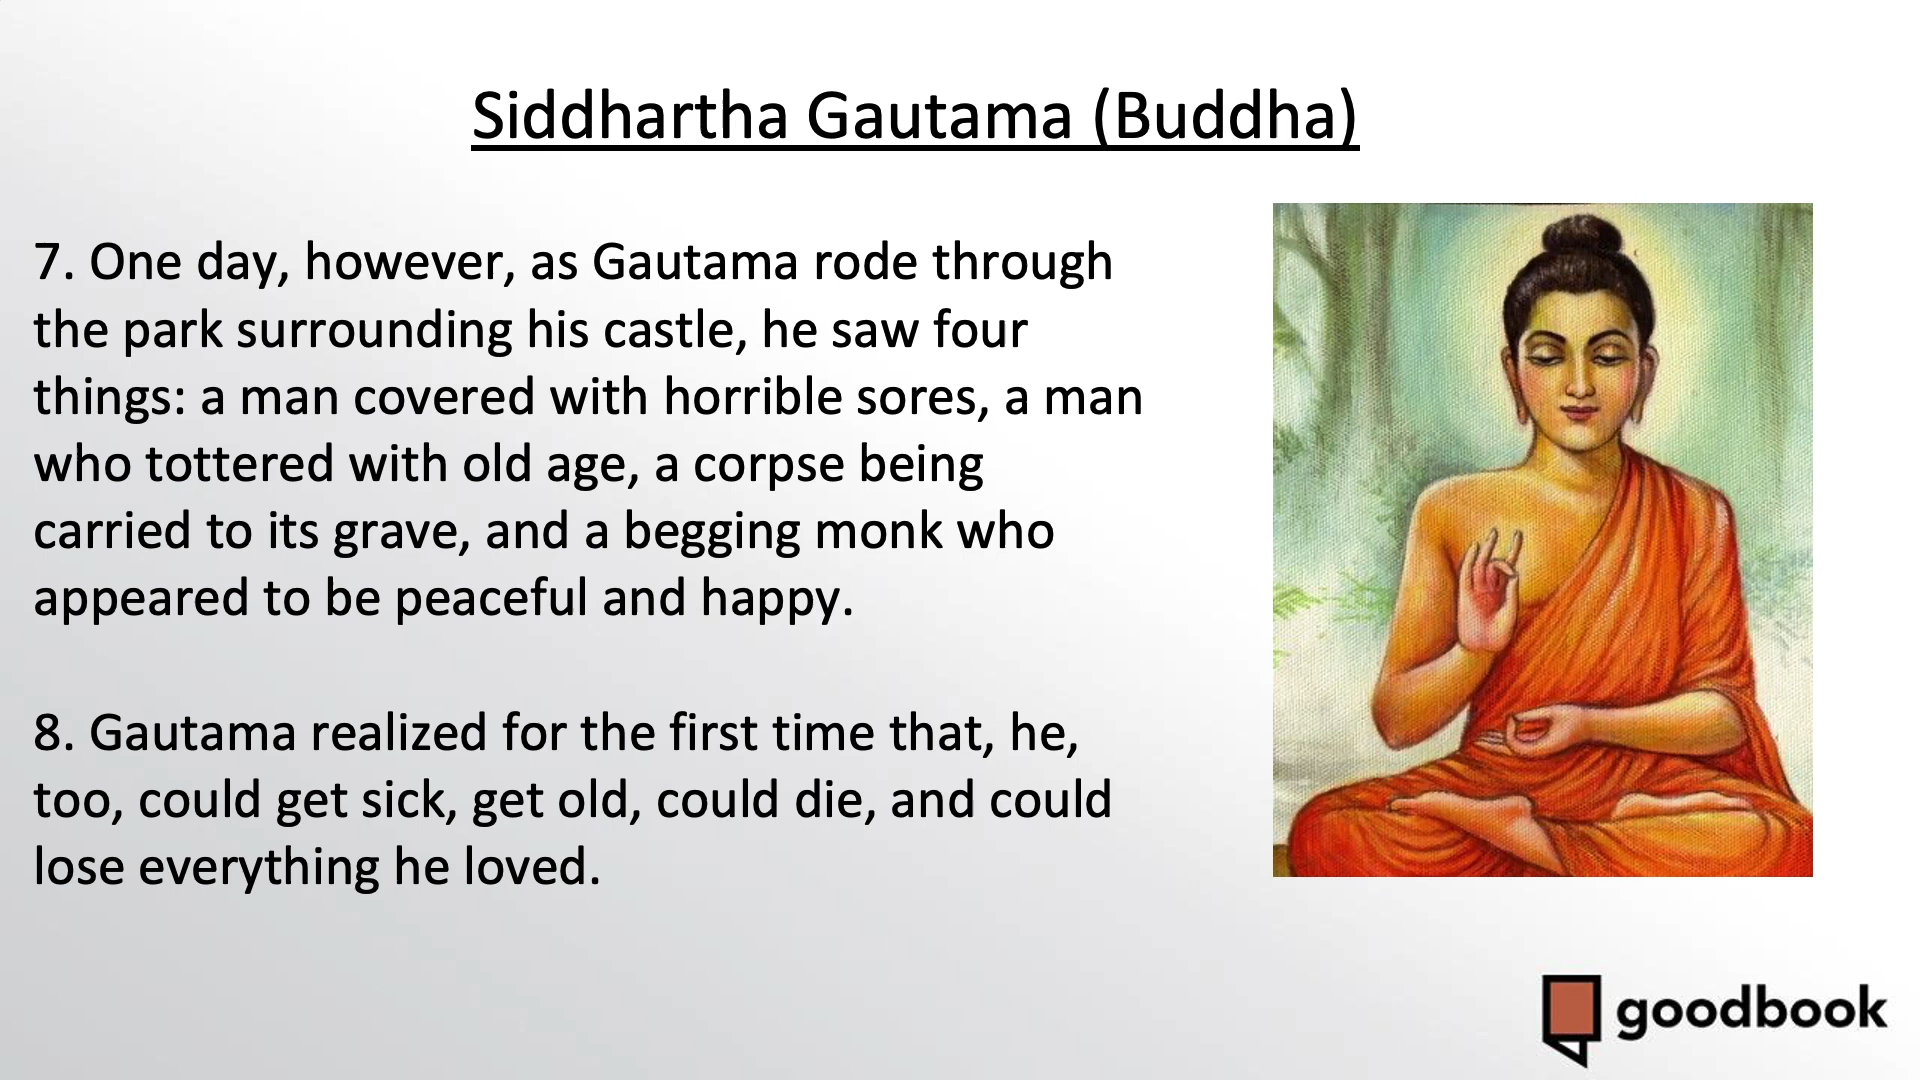 Siddhartha Gautama (Buddha)
7. One day, however, as Gautama rode through
the park surrounding his castle, he saw four
things: a man covered with horrible sores, a man
who tottered with old age, a corpse being
carried to its grave, and a begging monk who
appeared to be peaceful and happy.
8. Gautama realized for the first time that, he,
too, could get sick, get old, could die, and could
lose everything he loved.
goodbook